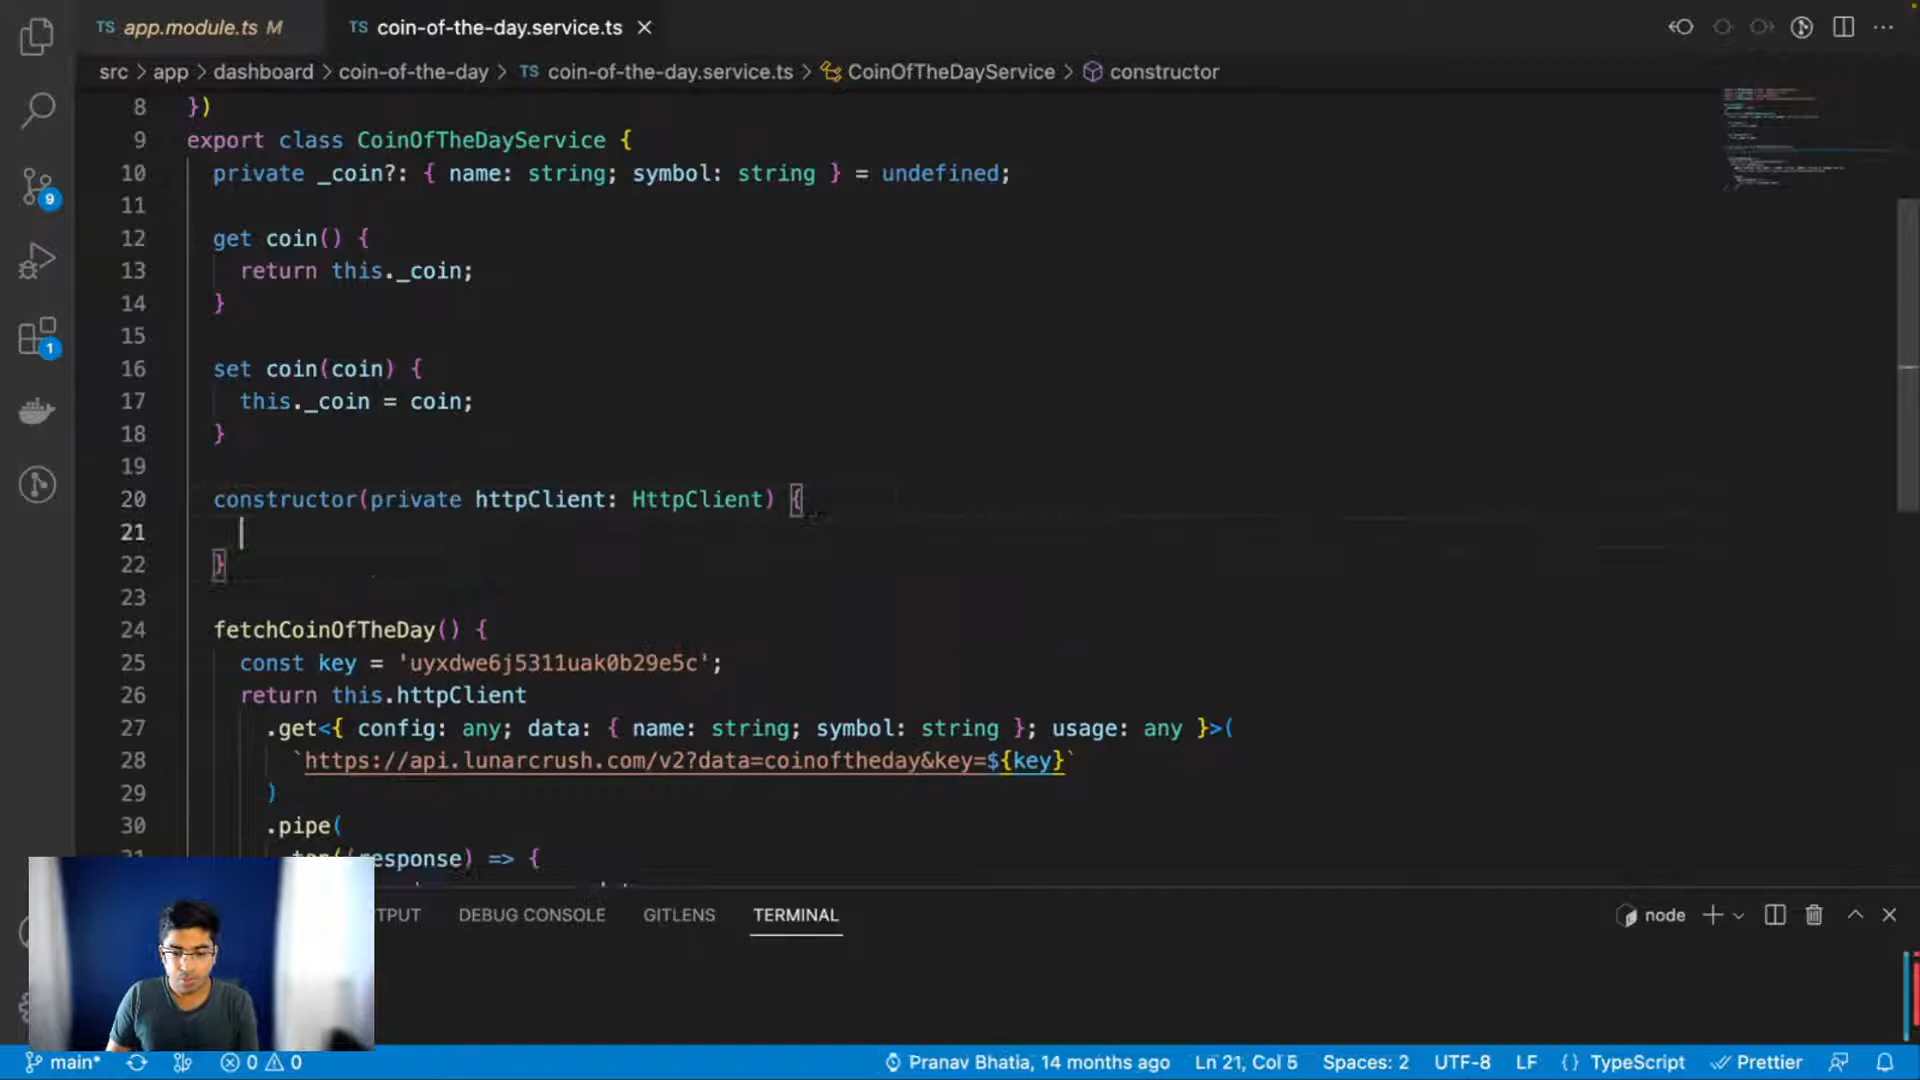 TS app.module.ts M
TS coin-of-the-day.service.ts
src > app > dashboard > coin-of-the-day > TS coin-of-the-day.service.ts > CoinOfTheDayService > constructor
8 })
9 export class CoinOfTheDayService {
10 private _coin?: { name: string; symbol: string } = undefined;
11
12 get coin() {
13 return this._coin;
14 }
15
16 set coin(coin) {
17 this._coin = coin;
18 }
19
20 constructor(private httpClient: HttpClient) {
21
22 }
23
24 fetchCoinOfTheDay() {
25 const key = 'uyxdwe6j5311uak0b29e5c';
26 return this.httpClient
27 .get<{ config: any; data: { name: string; symbol: string }; usage: any }>(
28 `https://api.lunarcrush.com/v2?data=coinoftheday&key=${key}`
29 )
30 .pipe(
response) => {
9
1
TPUT DEBUG CONSOLE GITLENS TERMINAL
node
main* 0 0 Pranav Bhatia, 14 months ago Ln 21, Col 5 Spaces: 2 UTF-8 LF {} TypeScript Prettier